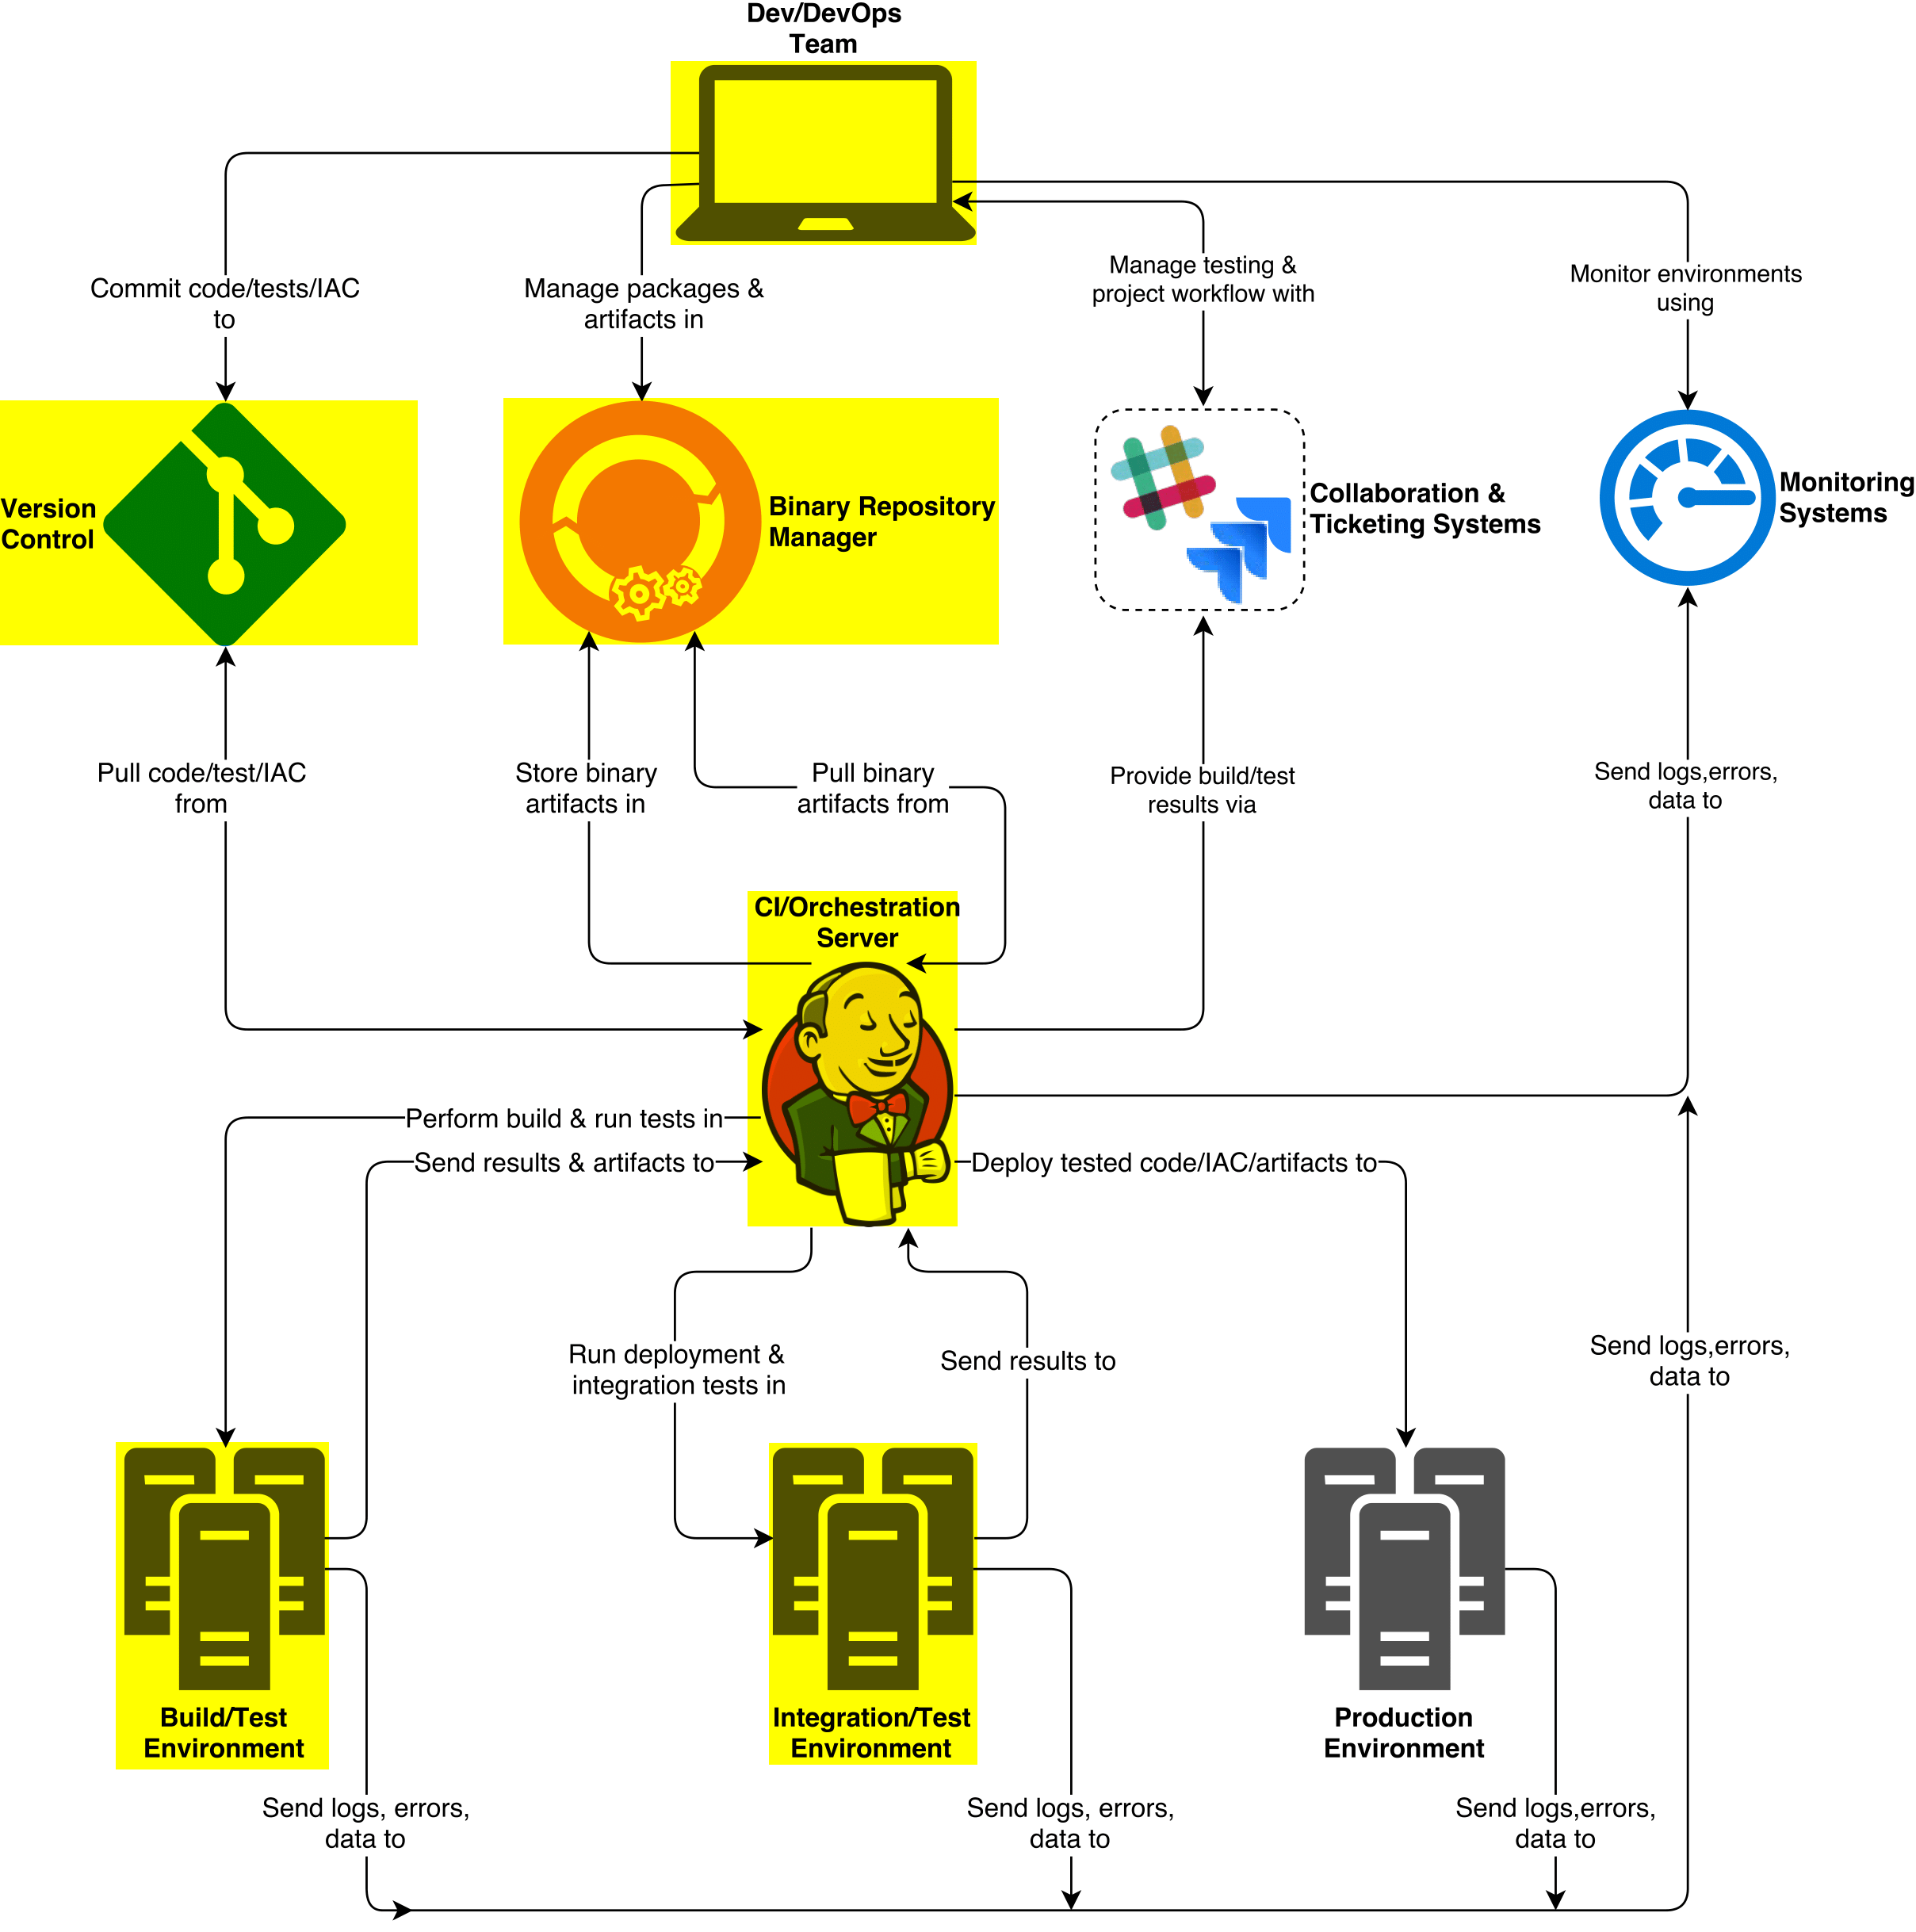 Dev/DevOps
Team
Commit code/tests/IAC
to
Manage packages &
artifacts in
Manage testing &
project workflow with
Monitor environments
using
Version
Control
Binary Repository
Manager
Collaboration &
Ticketing Systems
Monitoring
Systems
Pull code/test/IAC
from
Store binary
artifacts in
Pull binary
artifacts from
Provide build/test
results via
Send logs,errors,
data to
CI/Orchestration
Server
Perform build & run tests in
Send results & artifacts to
Deploy tested code/IAC/artifacts to
Run deployment &
integration tests in
Send results to
Send logs,errors,
data to
Build/Test
Environment
Integration/Test
Environment
Production
Environment
Send logs, errors,
data to
Send logs, errors,
data to
Send logs,errors,
data to